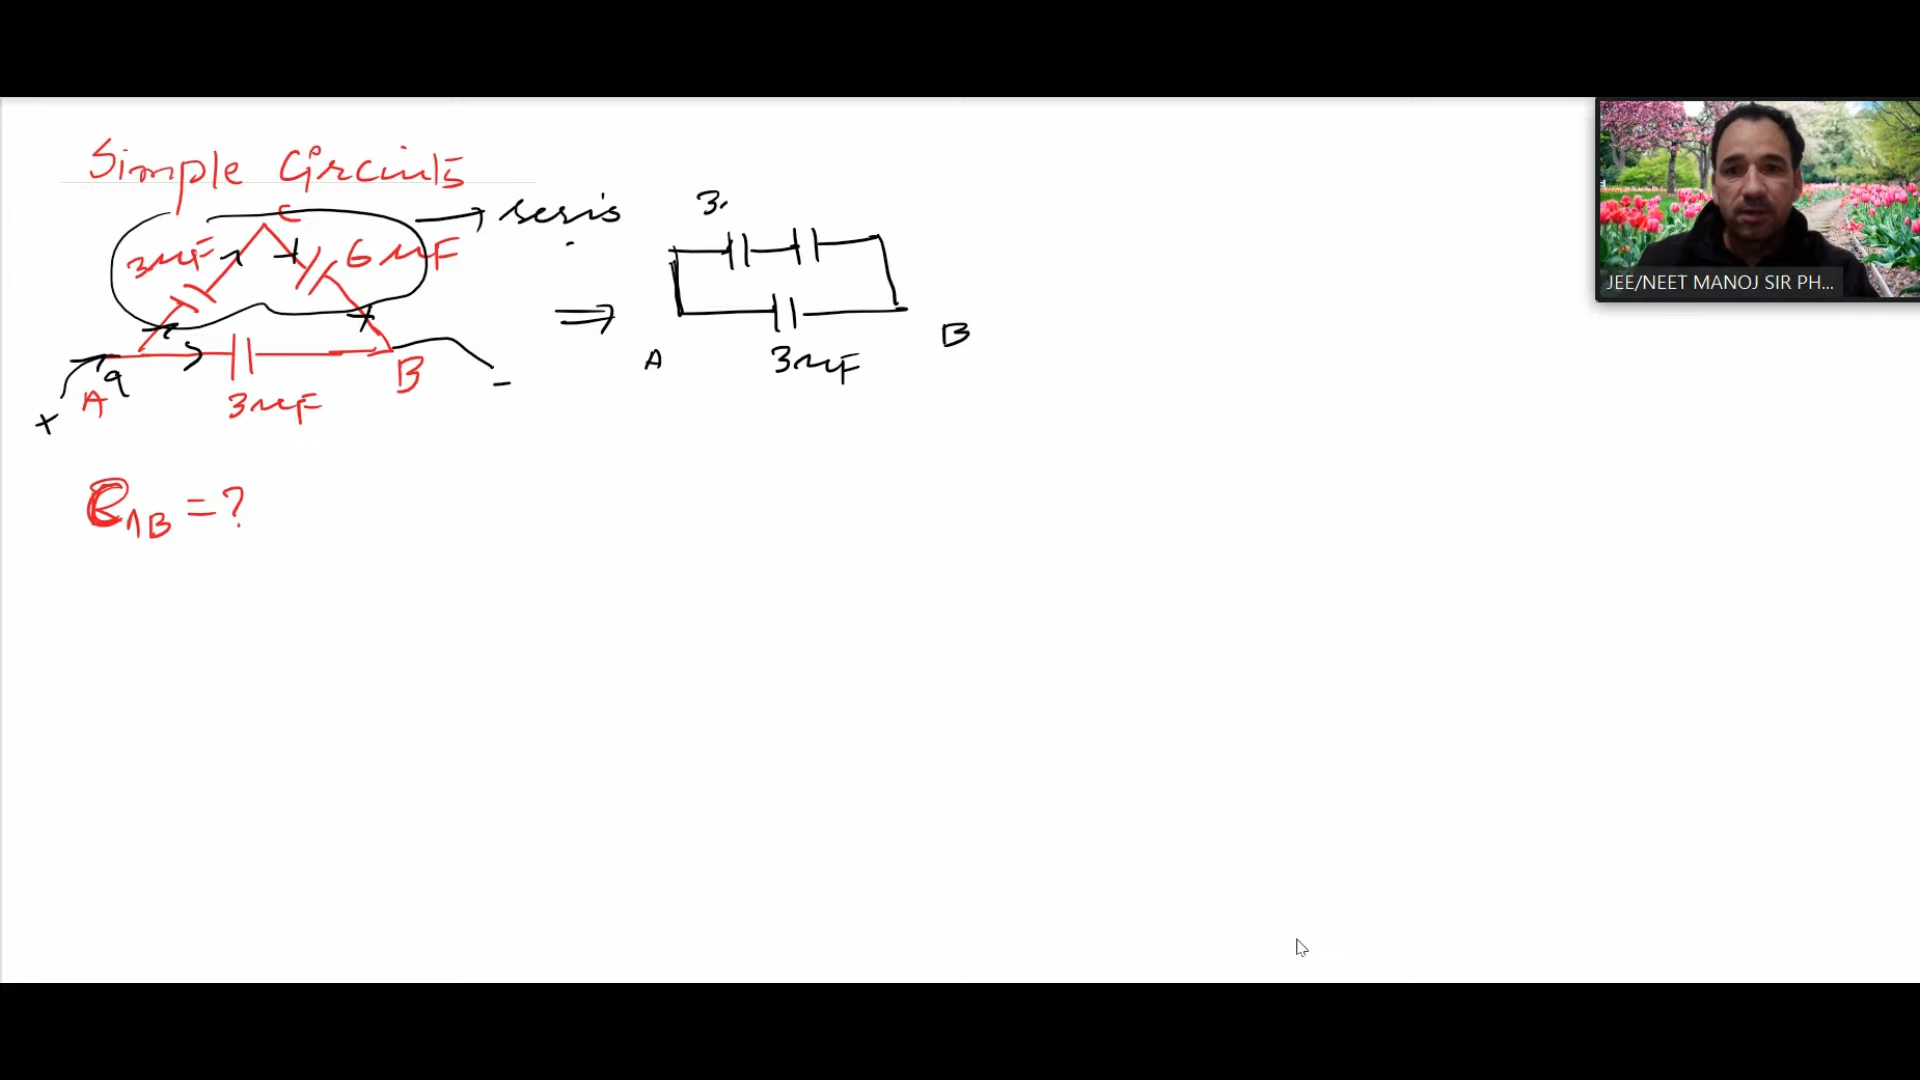 Simple Circuits
C
3μF
6μF
→ series
3.
⇒
A
q
B
3μF
+
-
A
3μF
B
C_AB = ?
JEE/NEET MANOJ SIR PH...